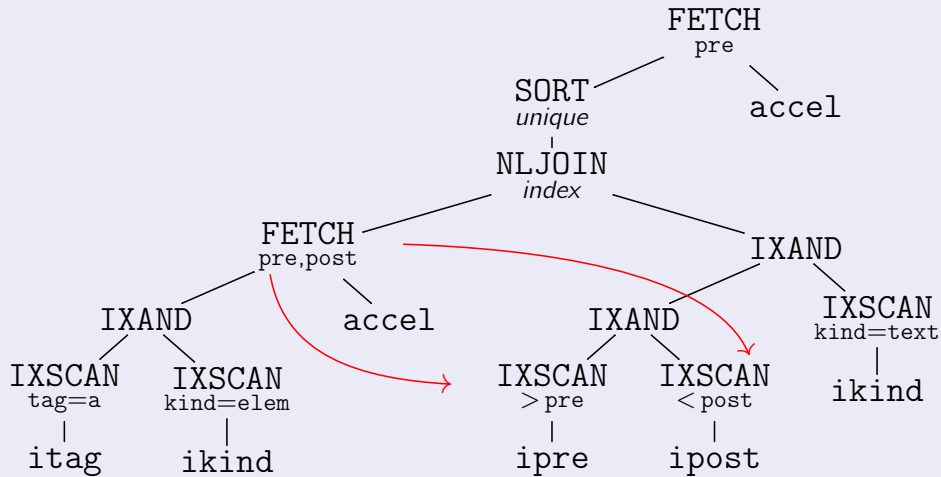 FETCH
pre
SORT
unique
accel
NLJOIN
index
FETCH
pre,post
IXAND
IXAND
accel
IXAND
IXSCAN
kind=text
IXSCAN
tag=a
IXSCAN
kind=elem
IXSCAN
>pre
IXSCAN
<post
ikind
itag
ikind
ipre
ipost